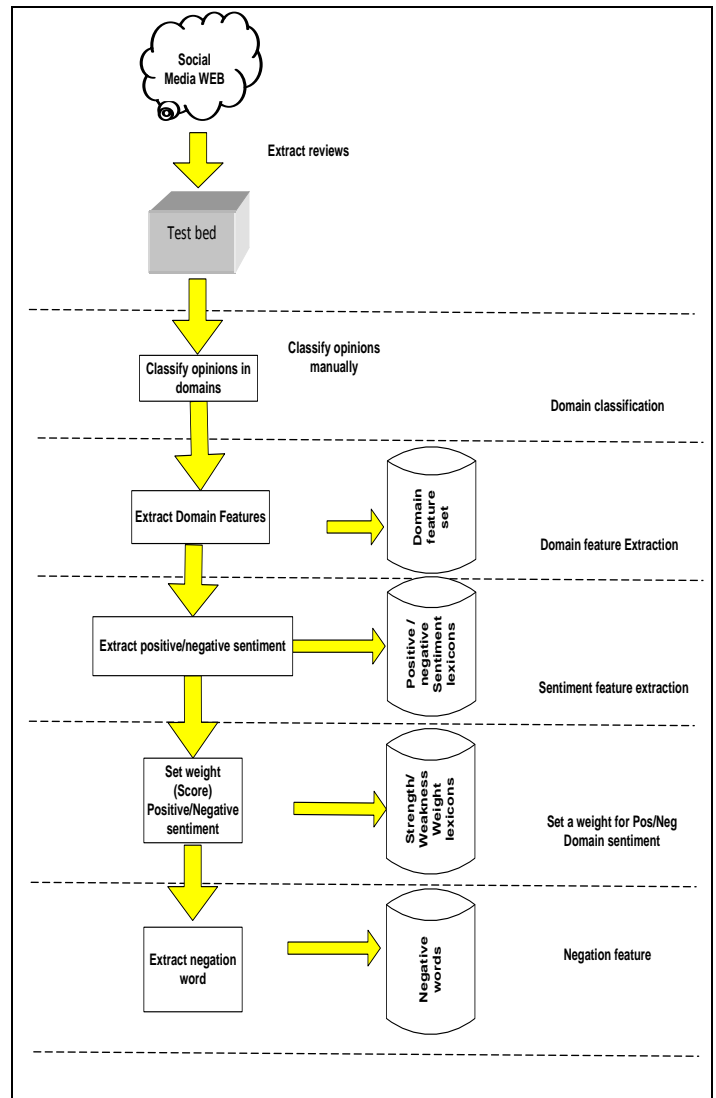 Social
Media WEB
Extract reviews
Test bed
Classify opinions
manually
Classify opinions in
domains
Domain classification
Extract Domain Features
Domain
feature
set
Domain feature Extraction
Extract positive/negative sentiment
Positive /
negative
Sentiment
lexicons
Sentiment feature extraction
Set weight
(Score)
Positive/Negative
sentiment
Strength/
Weakness
Weight
lexicons
Set a weight for Pos/Neg
Domain sentiment
Extract negation
word
Negative
words
Negation feature